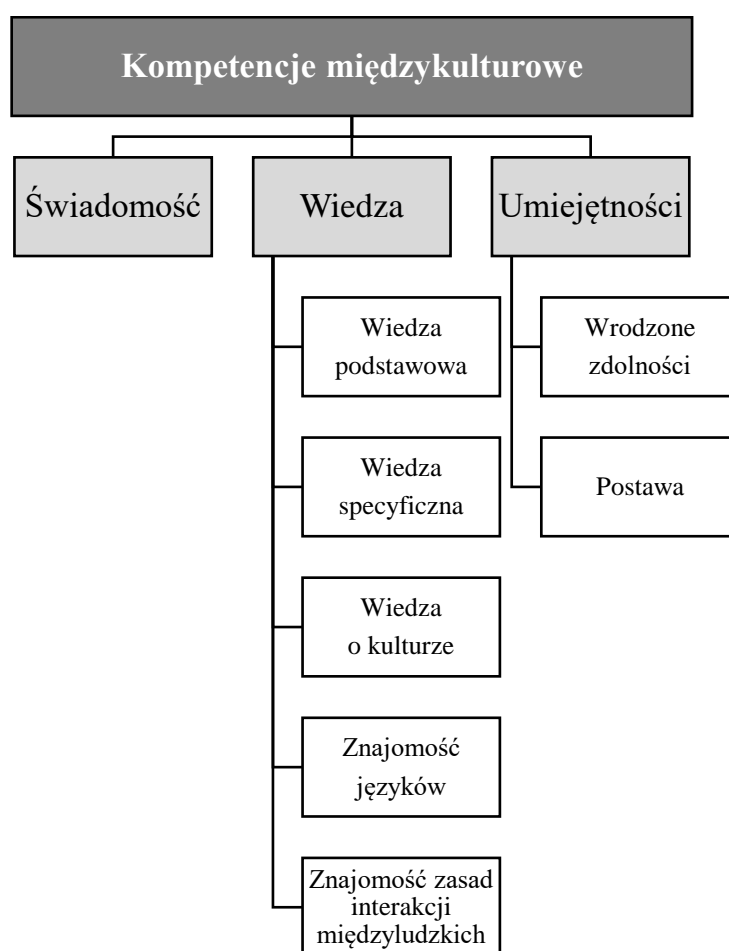 Kompetencje międzykulturowe
Świadomość
Wiedza
Umiejętności
Wiedza
podstawowa
Wiedza
specyficzna
Wiedza
o kulturze
Znajomość
języków
Znajomość zasad
interakcji
międzyludzkich
Wrodzone
zdolności
Postawa